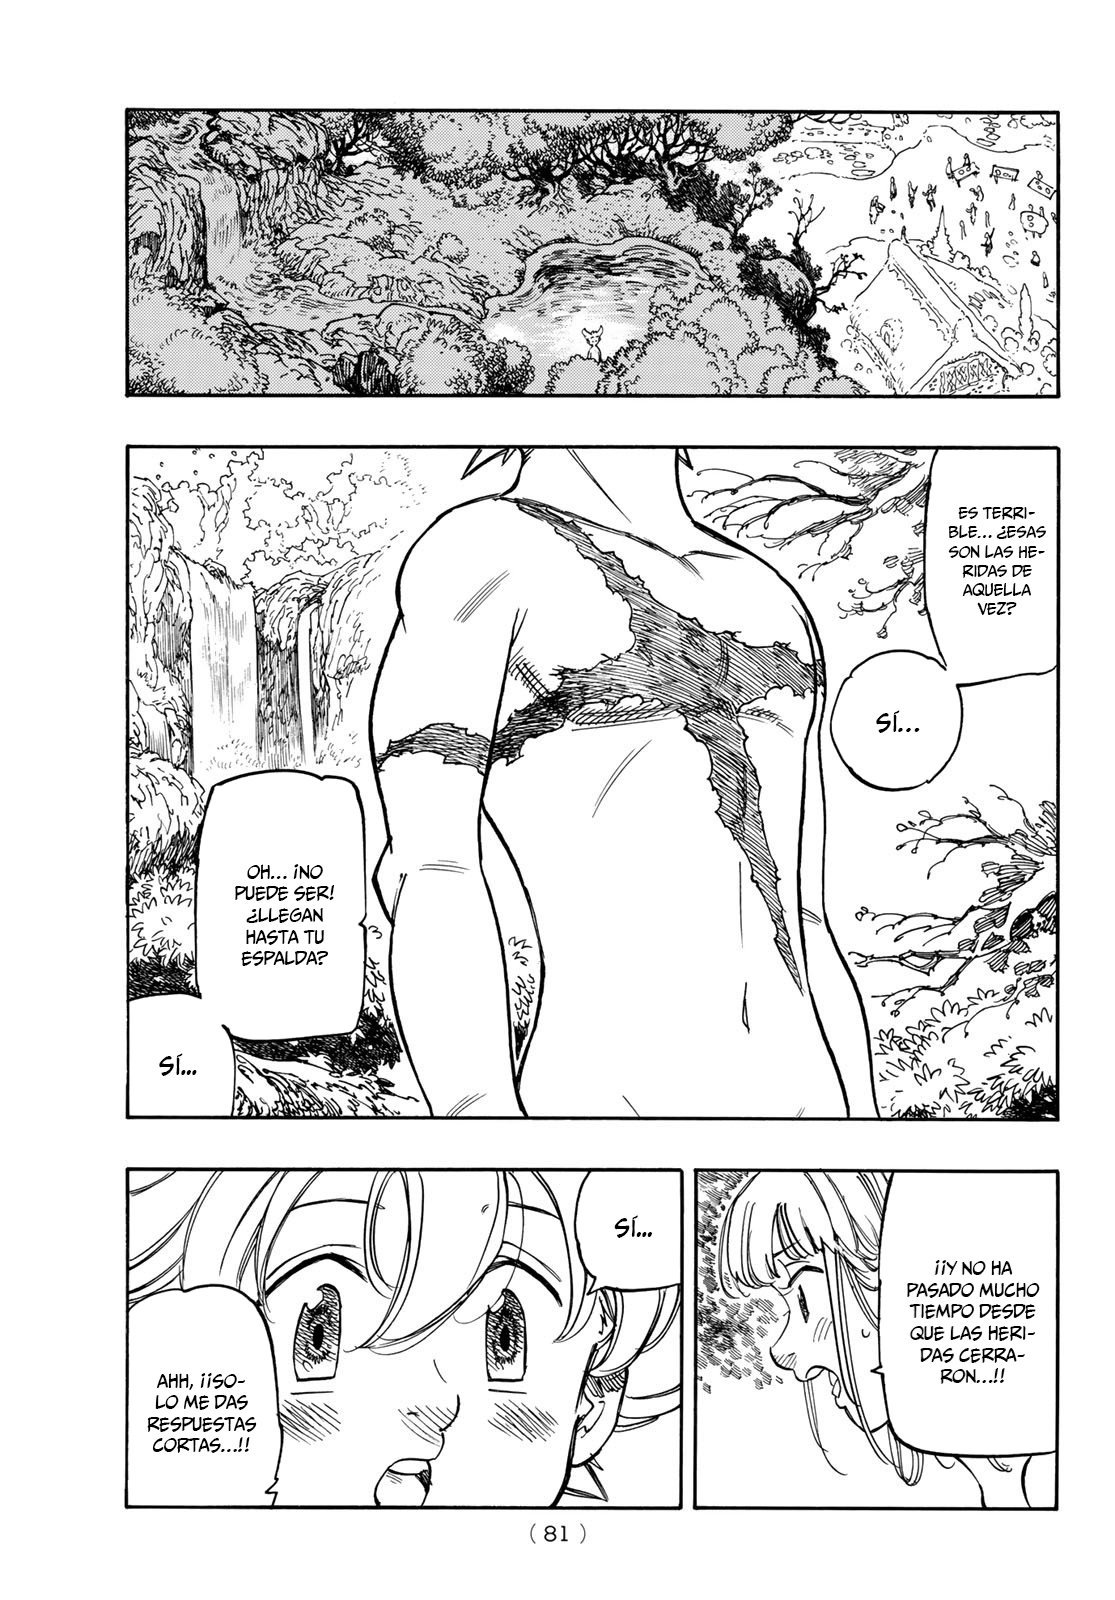 ES TERRI-
BLE... ¿ESAS
SON LAS HE-
RIDAS DE
AQUELLA
VEZ?
SÍ...
OH... ¡NO
PUEDE SER!
¿LLEGAN
HASTA TU
ESPALDA?
SÍ...
¡¡Y NO HA
PASADO MUCHO
TIEMPO DESDE
QUE LAS HERI-
DAS CERRA-
RON...!!
SÍ...
AHH, ¡¡SO-
LO ME DAS
RESPUESTAS
CORTAS...!!
( 81 )